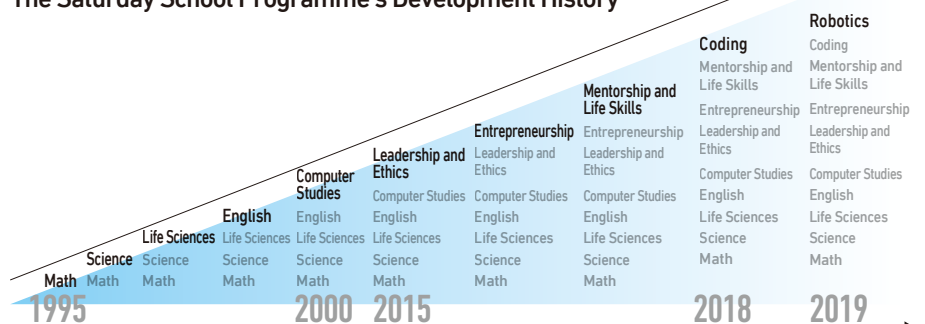 The Saturday School Programme's Development History
Math
1995
Science
Math
Life Sciences
Science
Math
English
Life Sciences
Science
Math
Computer
Studies
English
Life Sciences
Science
Math
2000
Leadership and
Ethics
Computer Studies
English
Life Sciences
Science
Math
2015
Entrepreneurship
Leadership and
Ethics
Computer Studies
English
Life Sciences
Science
Math
Mentorship and
Life Skills
Entrepreneurship
Leadership and
Ethics
Computer Studies
English
Life Sciences
Science
Math
Coding
Mentorship and
Life Skills
Entrepreneurship
Leadership and
Ethics
Computer Studies
English
Life Sciences
Science
Math
2018
Robotics
Coding
Mentorship and
Life Skills
Entrepreneurship
Leadership and
Ethics
Computer Studies
English
Life Sciences
Science
Math
2019